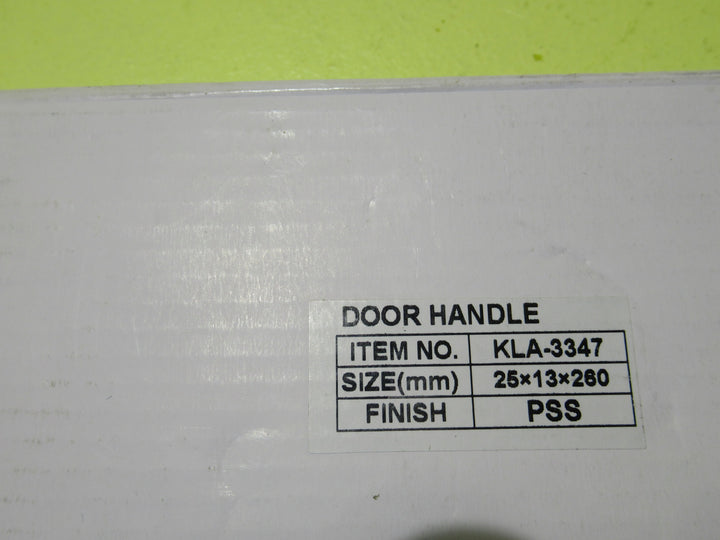 DOOR HANDLE
ITEM NO. KLA-3347
SIZE(mm) 25×13×260
FINISH PSS